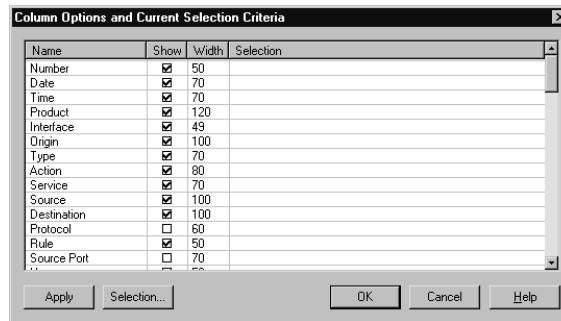 Column Options and Current Selection Criteria
Name Show Width Selection
Number 50
Date 70
Time 70
Product 120
Interface 49
Origin 100
Type 70
Action 80
Service 70
Source 100
Destination 100
Protocol 60
Rule 50
Source Port 70
Apply Selection... OK Cancel Help